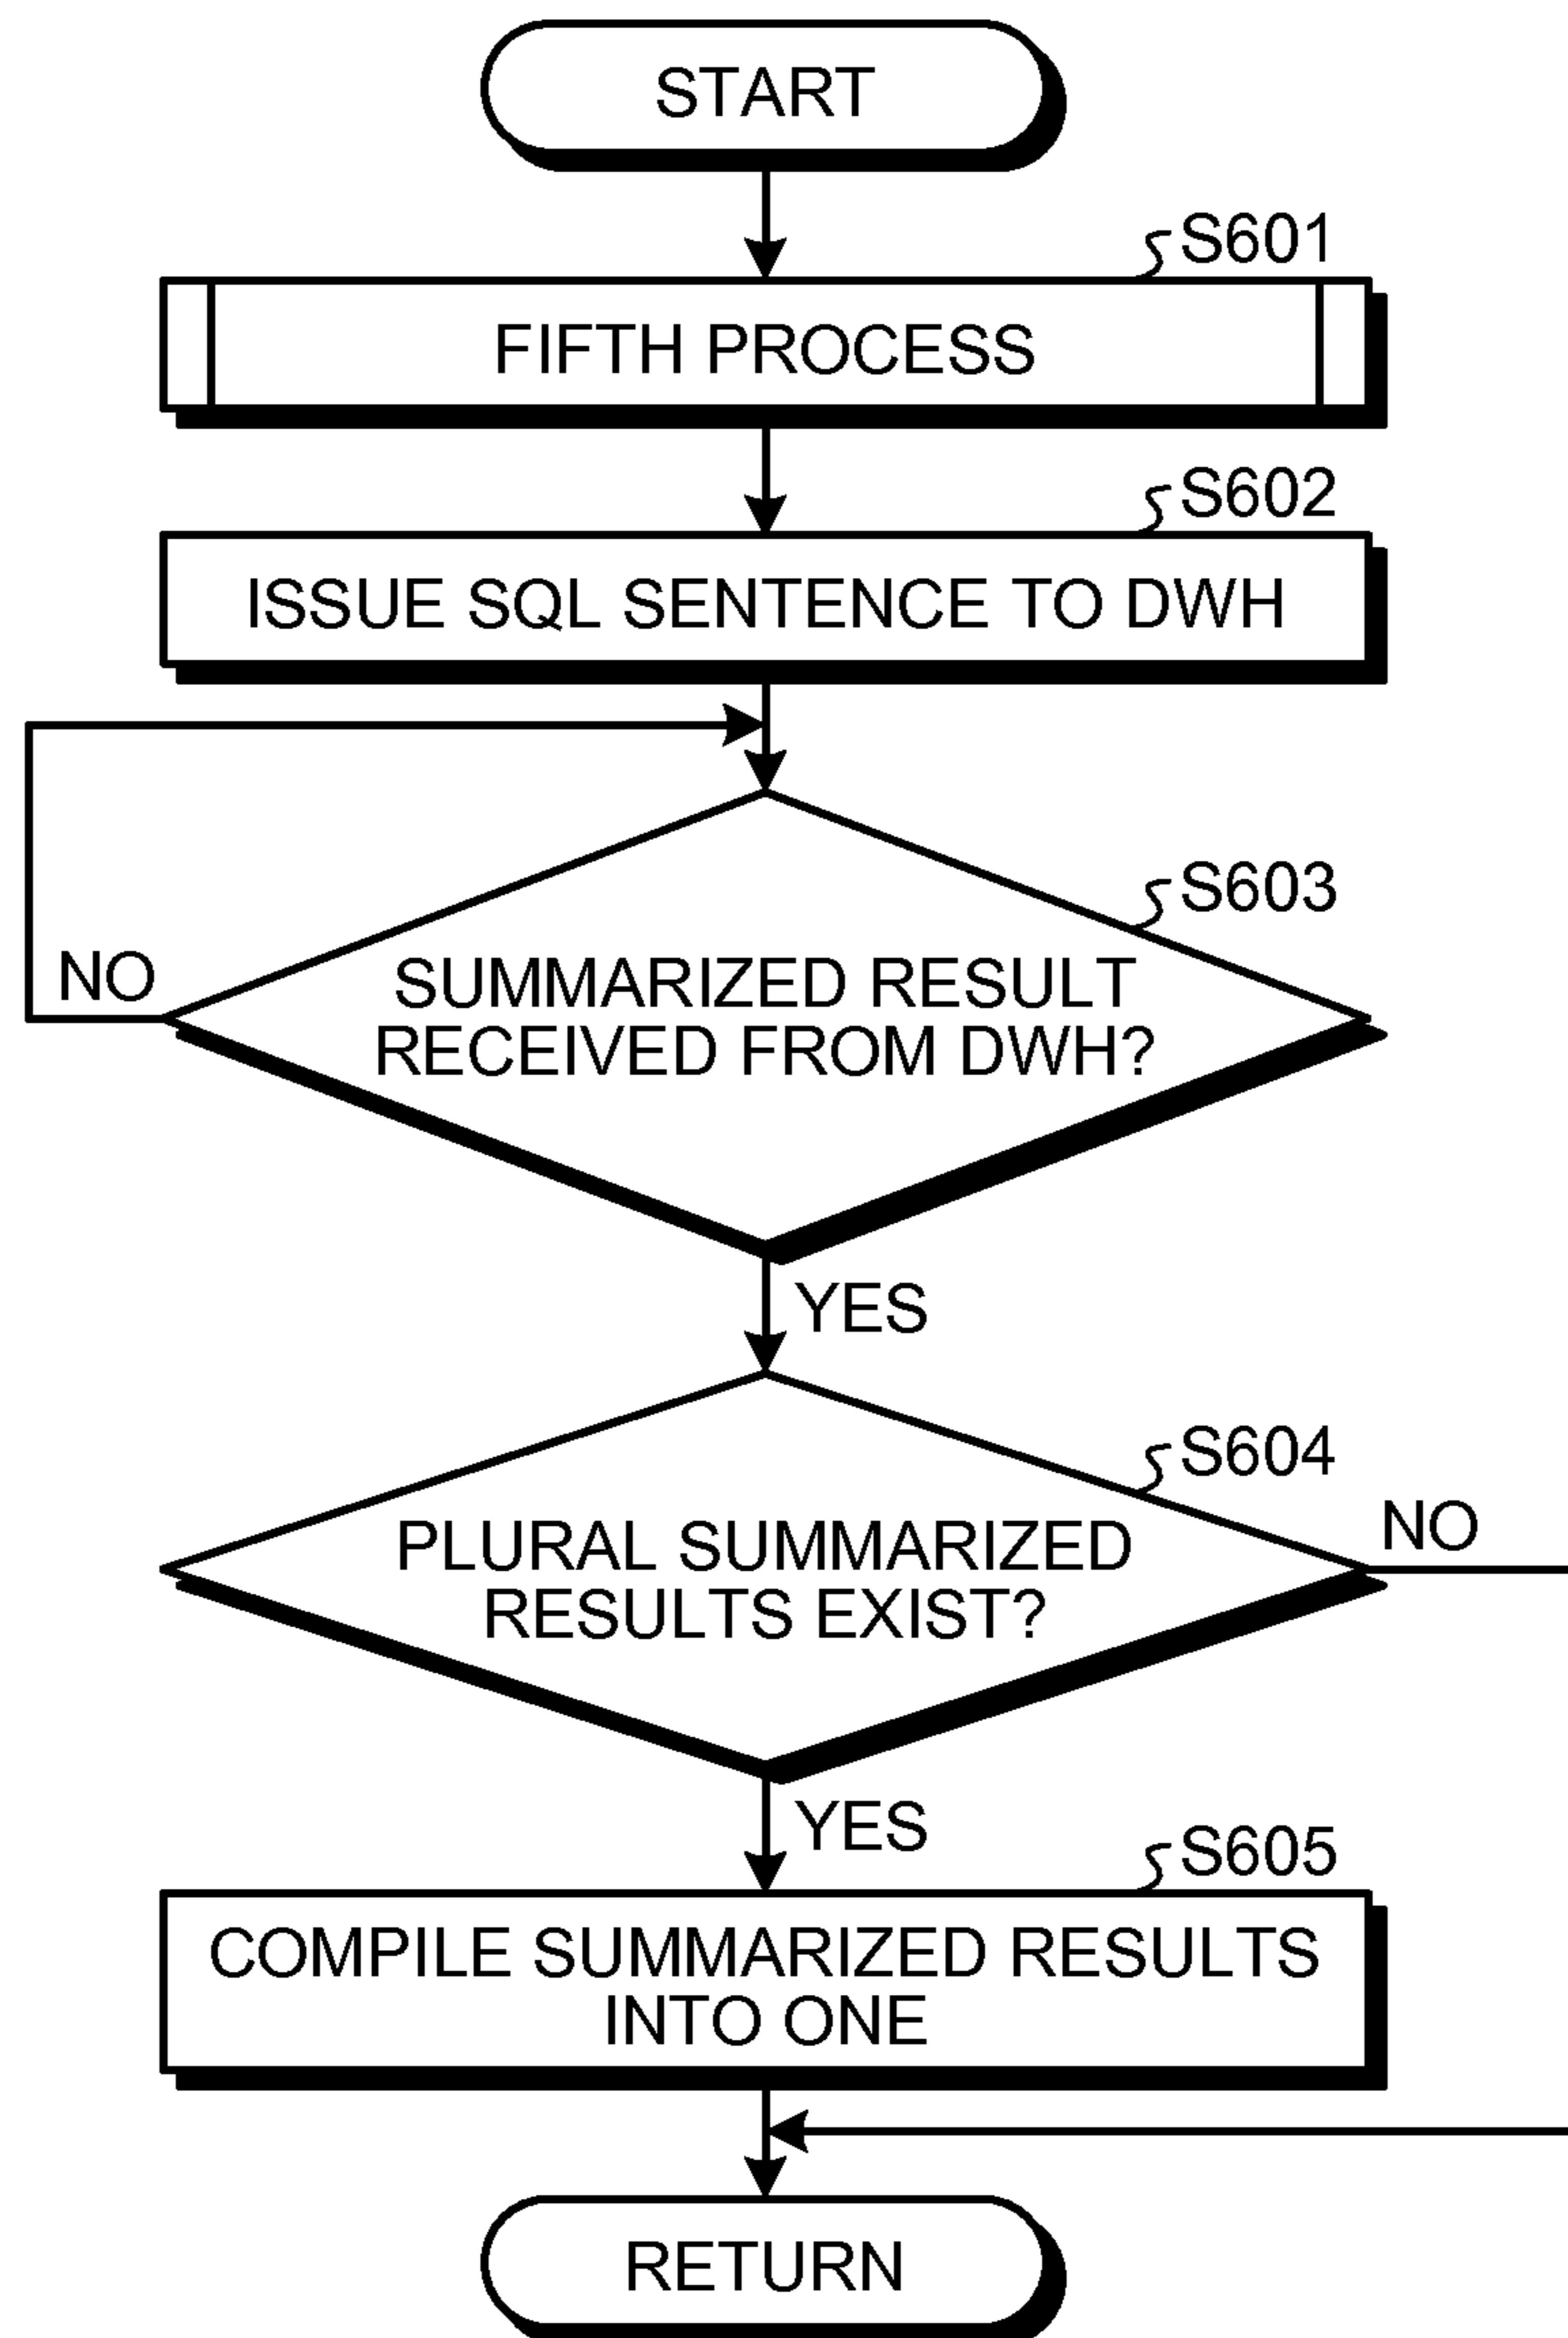 START
S601
FIFTH PROCESS
S602
ISSUE SQL SENTENCE TO DWH
S603
NO
SUMMARIZED RESULT
RECEIVED FROM DWH?
YES
S604
NO
PLURAL SUMMARIZED
RESULTS EXIST?
YES
S605
COMPILE SUMMARIZED RESULTS
INTO ONE
RETURN